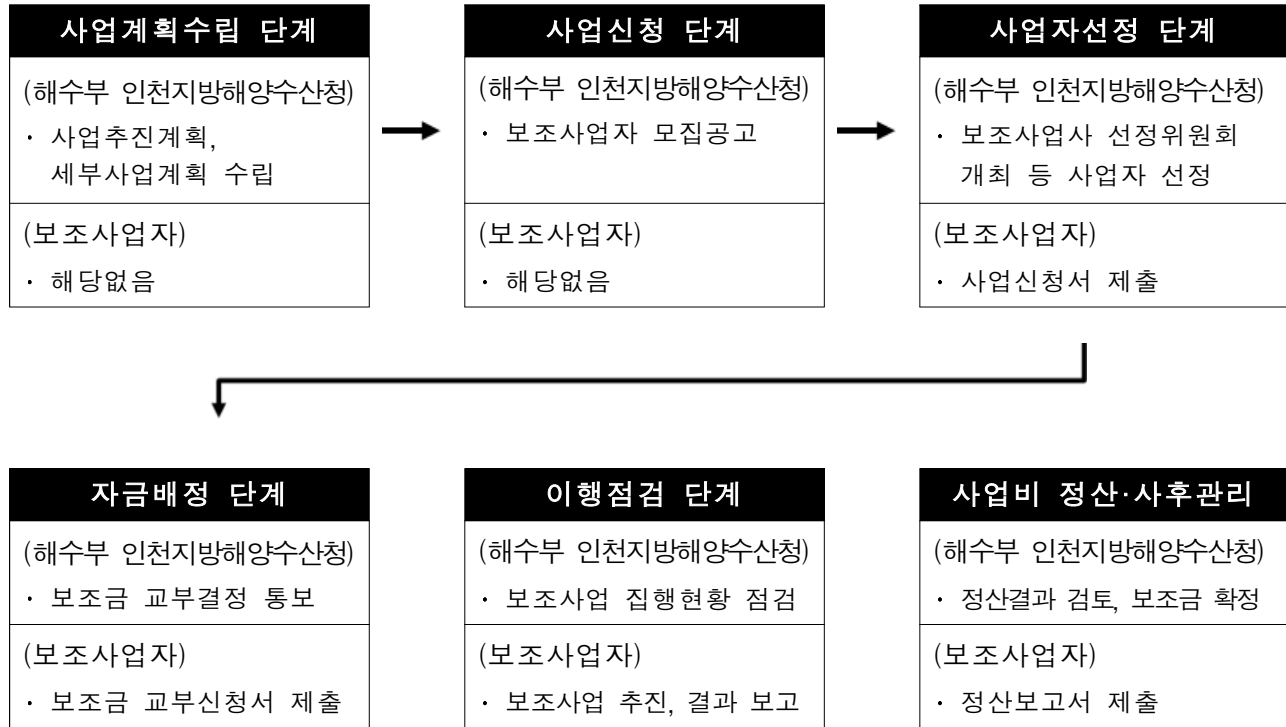 사업계획수립 단계
(해수부 인천지방해양수산청)
· 사업추진계획,
세부사업계획 수립
(보조사업자)
· 해당없음
사업신청 단계
(해수부 인천지방해양수산청)
· 보조사업자 모집공고
(보조사업자)
· 해당없음
사업자선정 단계
(해수부 인천지방해양수산청)
· 보조사업사 선정위원회
개최 등 사업자 선정
(보조사업자)
· 사업신청서 제출
자금배정 단계
(해수부 인천지방해양수산청)
· 보조금 교부결정 통보
(보조사업자)
· 보조금 교부신청서 제출
이행점검 단계
(해수부 인천지방해양수산청)
· 보조사업 집행현황 점검
(보조사업자)
· 보조사업 추진, 결과 보고
사업비 정산·사후관리
(해수부 인천지방해양수산청)
· 정산결과 검토, 보조금 확정
(보조사업자)
· 정산보고서 제출